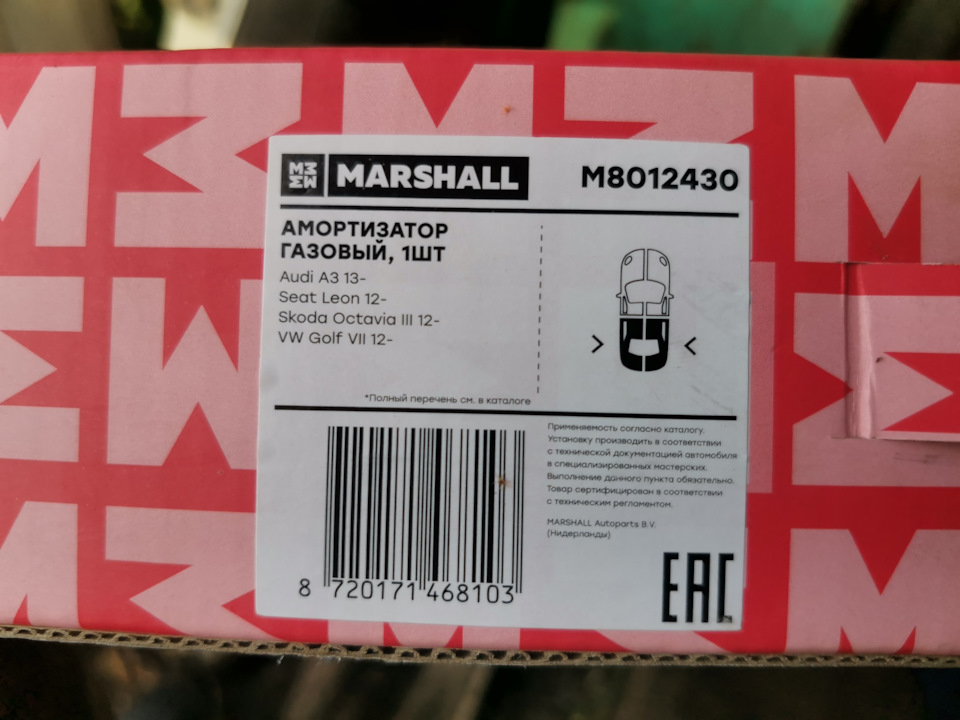 MARSHALL
M8012430
АМОРТИЗАТОР
ГАЗОВЫЙ, 1ШТ
Audi A3 13-
Seat Leon 12-
Skoda Octavia III 12-
VW Golf VII 12-
> <
*Полный перечень см. в каталоге
Применяемость согласно каталогу.
Установку производить в соответствии
с технической документацией автомобиля
в специализированных мастерских.
Выполнение данного пункта обязательно.
Товар сертифицирован в соответствии
с техническим регламентом.
MARSHALL Autoparts B.V.
(Нидерланды)
8 720171 468103
EAC